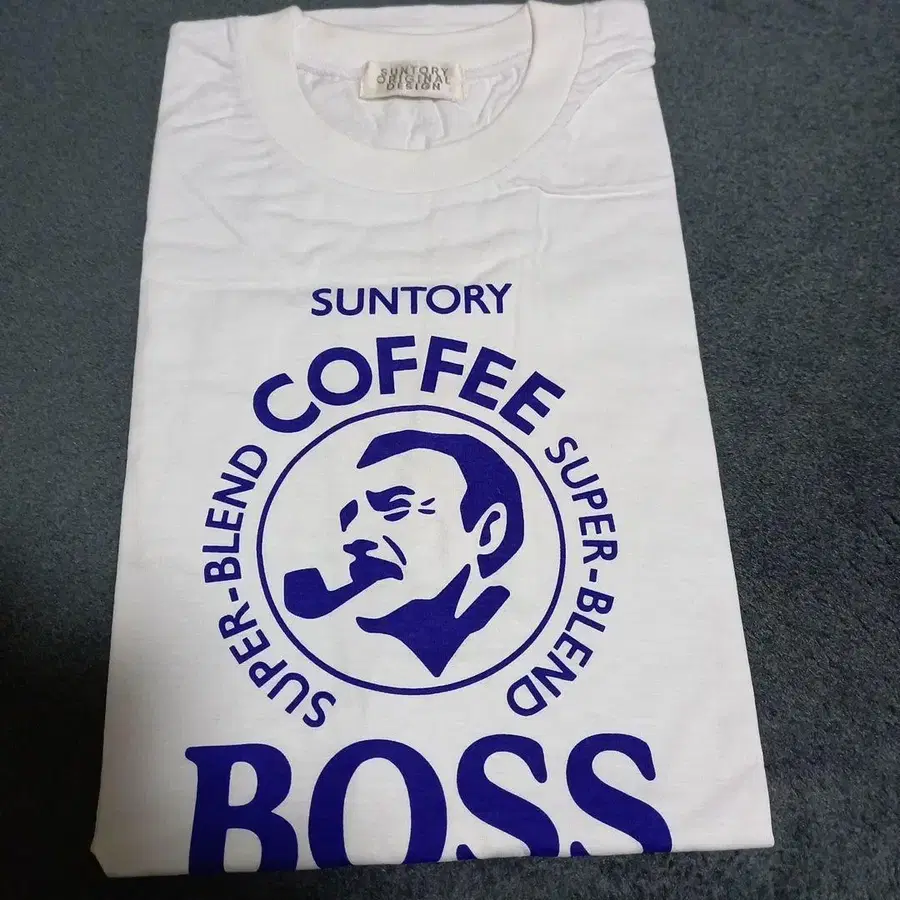 SUNTORY
ORIGINAL
DESIGN
SUNTORY
COFFEE
SUPER-BLEND
SUPER-BLEND
BOSS